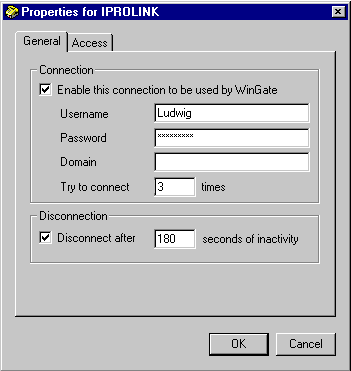 Properties for IPROLINK
General Access
Connection
Enable this connection to be used by WinGate
Username Ludwig
Password xxxxxxxxx
Domain
Try to connect 3 times
Disconnection
Disconnect after 180 seconds of inactivity
OK Cancel